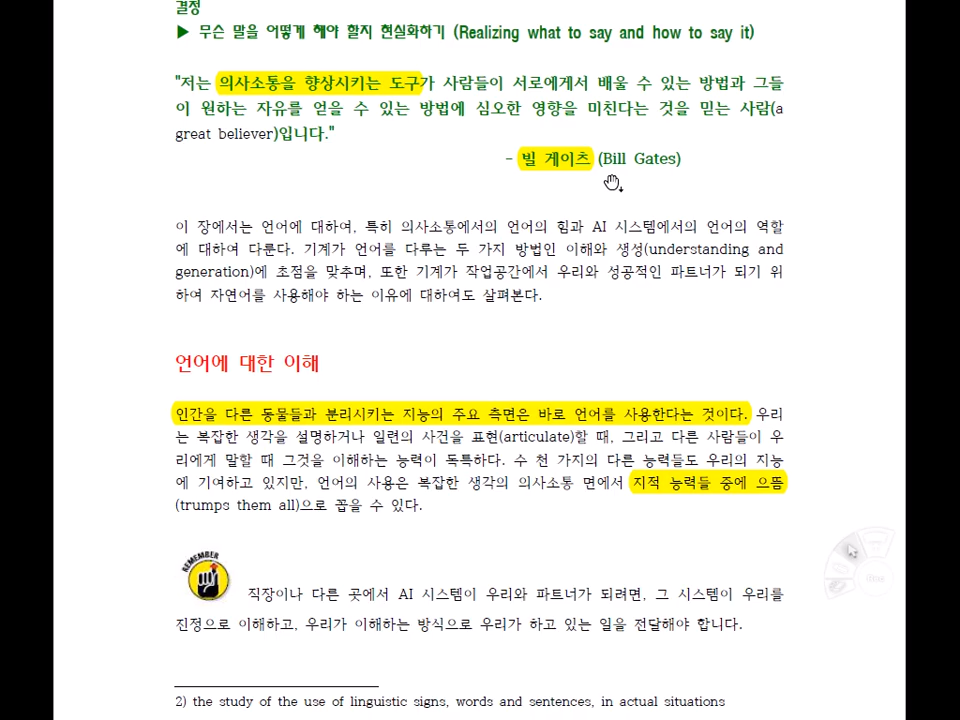 결정
▶ 무슨 말을 어떻게 해야 할지 현실화하기 (Realizing what to say and how to say it)
"저는 의사소통을 향상시키는 도구가 사람들이 서로에게서 배울 수 있는 방법과 그들
이 원하는 자유를 얻을 수 있는 방법에 심오한 영향을 미친다는 것을 믿는 사람(a
great believer)입니다."
- 빌 게이츠 (Bill Gates)
이 장에서는 언어에 대하여, 특히 의사소통에서의 언어의 힘과 AI 시스템에서의 언어의 역할
에 대하여 다룬다. 기계가 언어를 다루는 두 가지 방법인 이해와 생성(understanding and
generation)에 초점을 맞추며, 또한 기계가 작업공간에서 우리와 성공적인 파트너가 되기 위
하여 자연어를 사용해야 하는 이유에 대하여도 살펴본다.
언어에 대한 이해
인간을 다른 동물들과 분리시키는 지능의 주요 측면은 바로 언어를 사용한다는 것이다. 우리
는 복잡한 생각을 설명하거나 일련의 사건을 표현(articulate)할 때, 그리고 다른 사람들이 우
리에게 말할 때 그것을 이해하는 능력이 독특하다. 수 천 가지의 다른 능력들도 우리의 지능
에 기여하고 있지만, 언어의 사용은 복잡한 생각의 의사소통 면에서 지적 능력들 중에 으뜸
(trumps them all)으로 꼽을 수 있다.
REMEMBER
직장이나 다른 곳에서 AI 시스템이 우리와 파트너가 되려면, 그 시스템이 우리를
진정으로 이해하고, 우리가 이해하는 방식으로 우리가 하고 있는 일을 전달해야 합니다.
2) the study of the use of linguistic signs, words and sentences, in actual situations